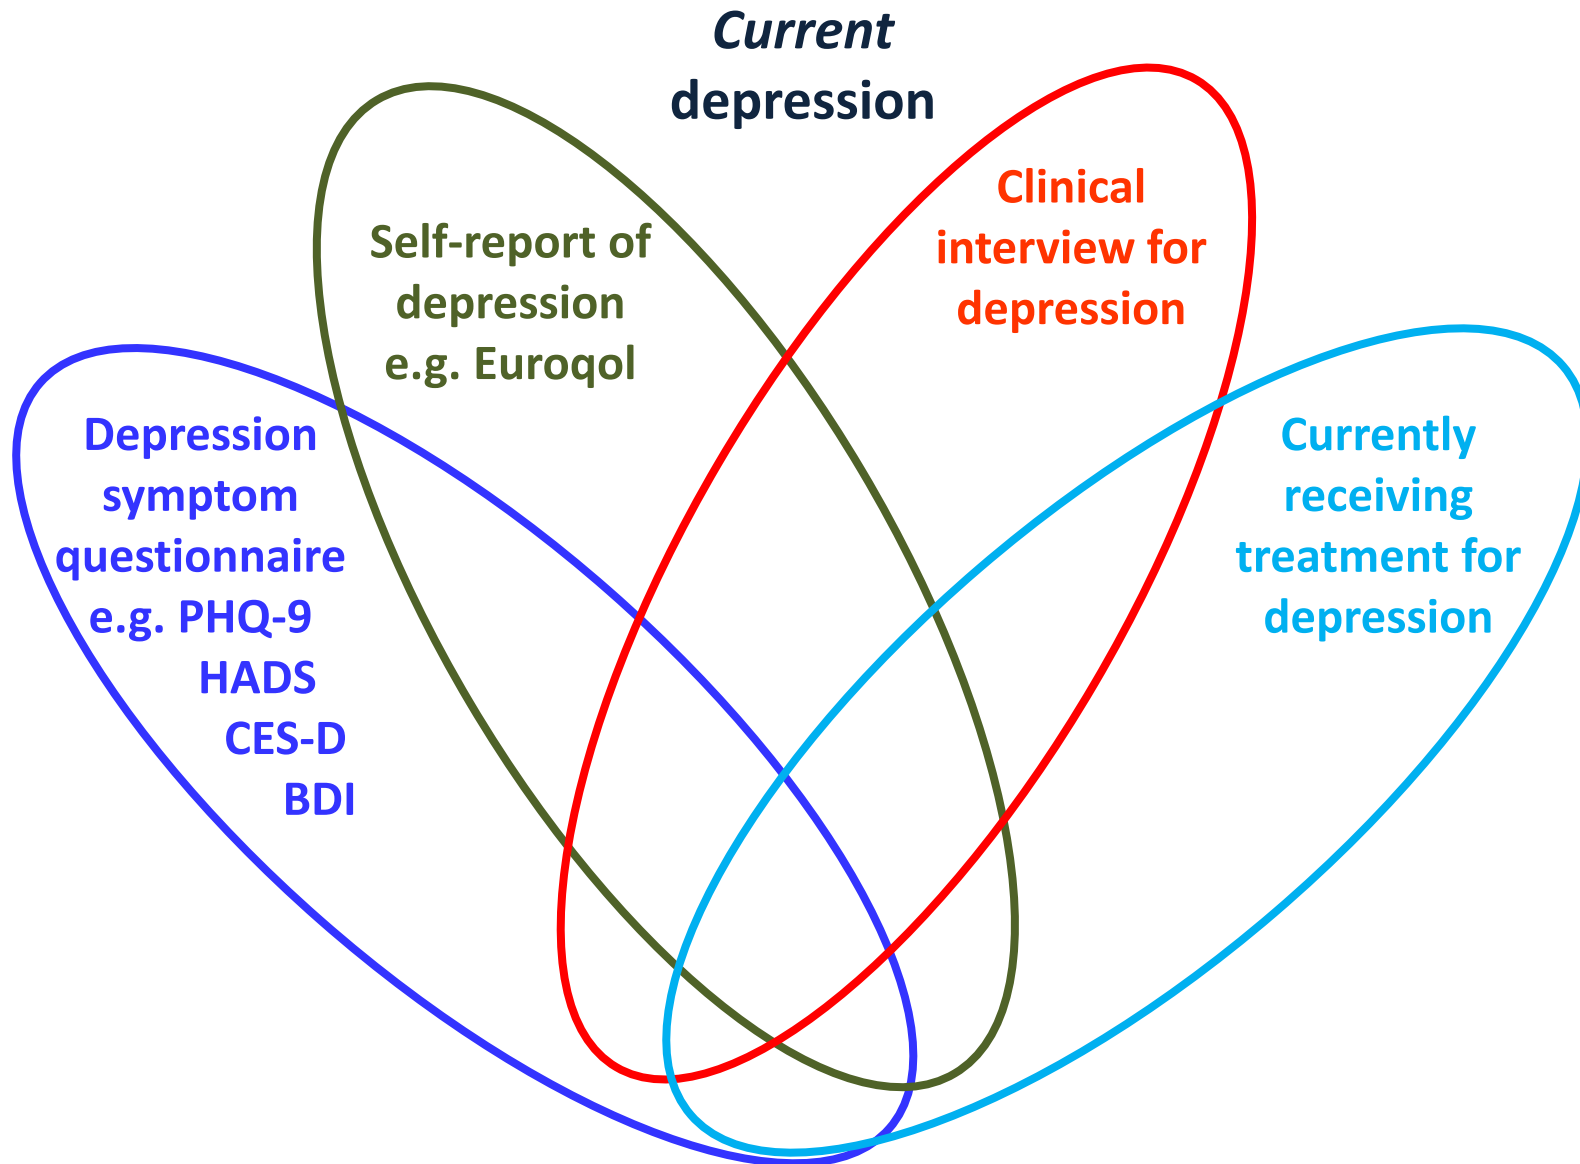 Current
depression
Self-report of
depression
e.g. Euroqol
Clinical
interview for
depression
Depression
symptom
questionnaire
e.g. PHQ-9
HADS
CES-D
BDI
Currently
receiving
treatment for
depression